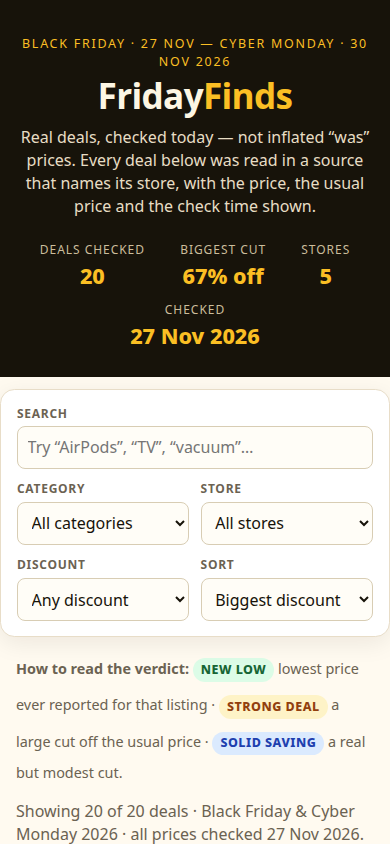 BLACK FRIDAY · 27 NOV — CYBER MONDAY · 30
NOV 2026
FridayFinds
Real deals, checked today — not inflated “was”
prices. Every deal below was read in a source
that names its store, with the price, the usual
price and the check time shown.
DEALS CHECKED
20
BIGGEST CUT
67% off
STORES
5
CHECKED
27 Nov 2026
SEARCH
Try “AirPods”, “TV”, “vacuum”…
CATEGORY
All categories
STORE
All stores
DISCOUNT
Any discount
SORT
Biggest discount
How to read the verdict: NEW LOW lowest price
ever reported for that listing · STRONG DEAL a
large cut off the usual price · SOLID SAVING a real
but modest cut.
Showing 20 of 20 deals · Black Friday & Cyber
Monday 2026 · all prices checked 27 Nov 2026.